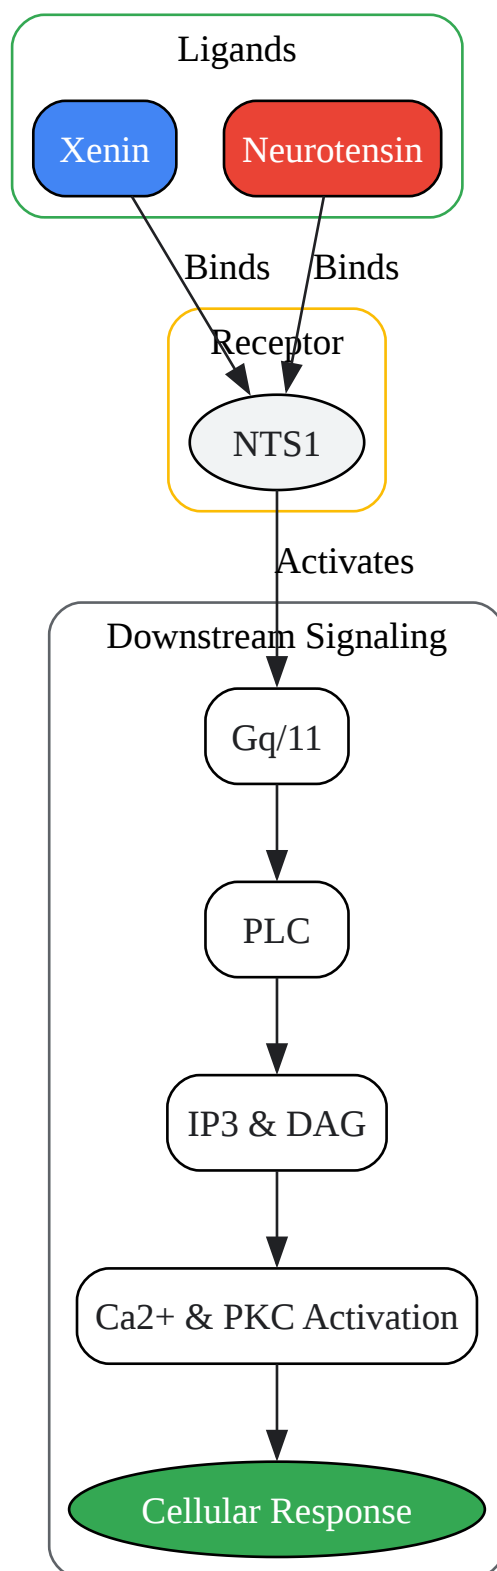 Ligands
Xenin
Neurotensin
Binds
Binds
Receptor
NTS1
Activates
Downstream Signaling
Gq/11
PLC
IP3 & DAG
Ca2+ & PKC Activation
Cellular Response